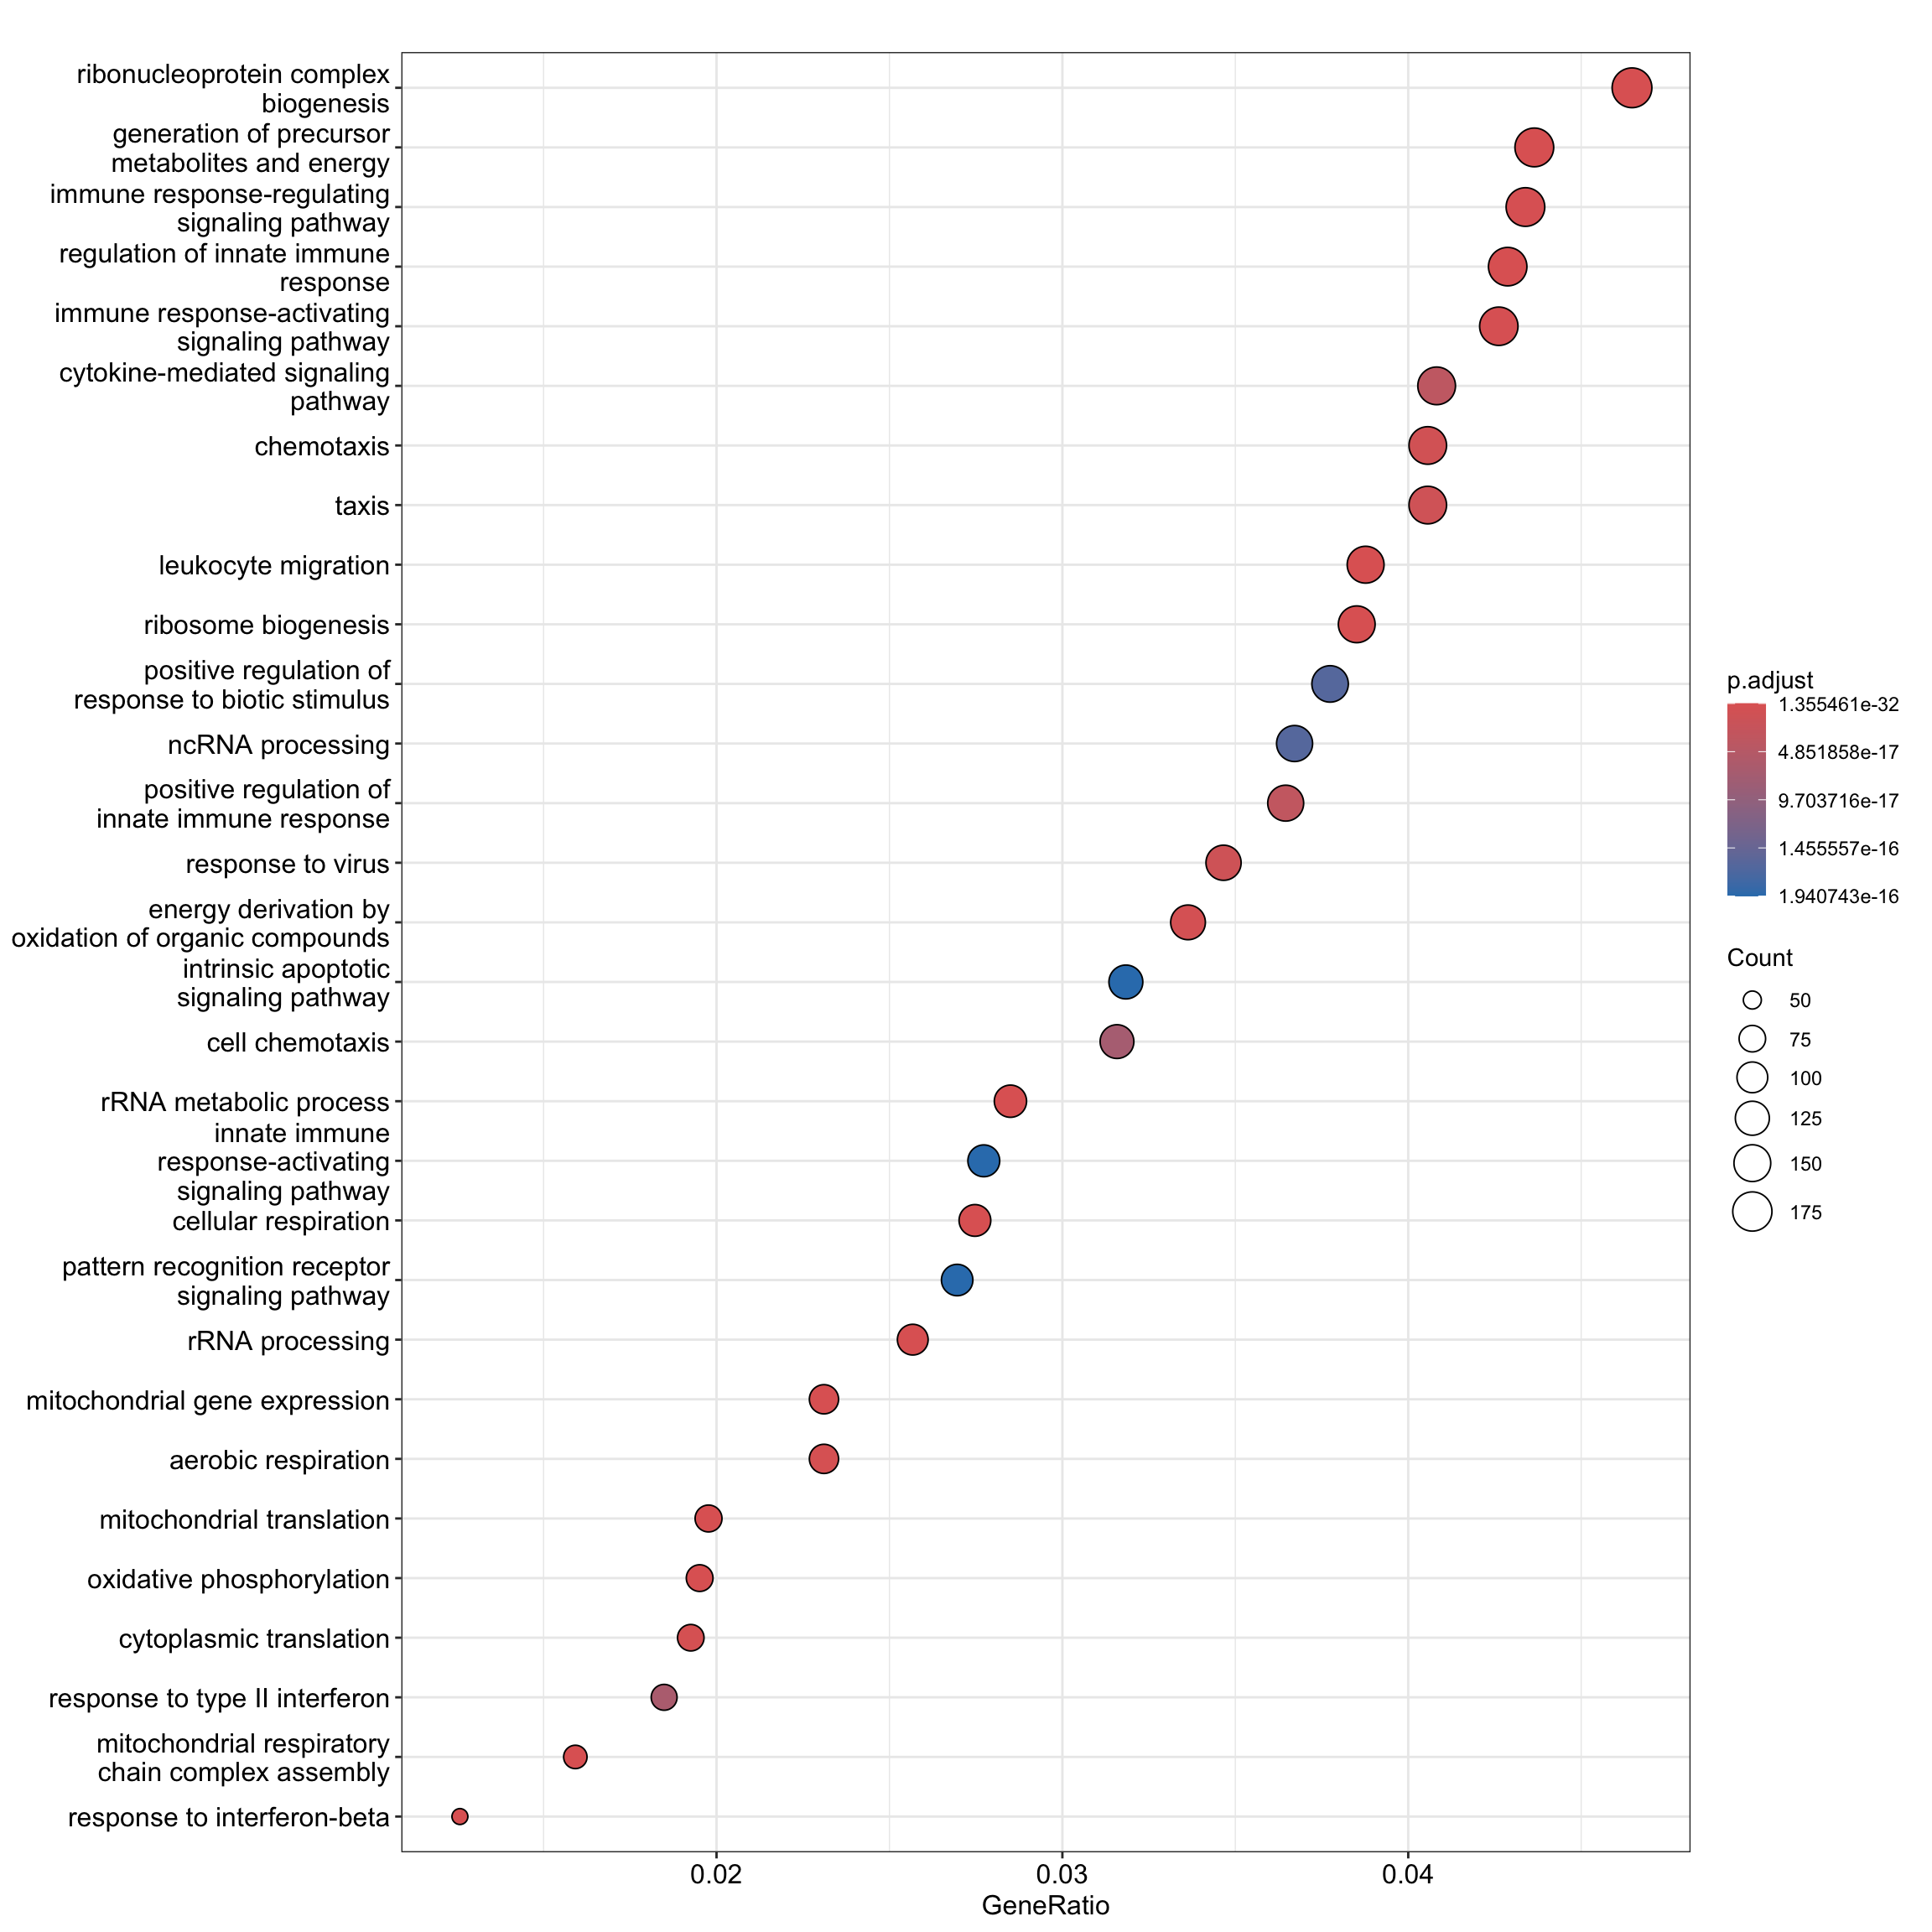 ribonucleoprotein complex
biogenesis
generation of precursor
metabolites and energy
immune response-regulating
signaling pathway
regulation of innate immune
response
immune response-activating
signaling pathway
cytokine-mediated signaling
pathway
chemotaxis
taxis
leukocyte migration
ribosome biogenesis
positive regulation of
response to biotic stimulus
ncRNA processing
positive regulation of
innate immune response
response to virus
energy derivation by
oxidation of organic compounds
intrinsic apoptotic
signaling pathway
cell chemotaxis
rRNA metabolic process
innate immune
response-activating
signaling pathway
cellular respiration
pattern recognition receptor
signaling pathway
rRNA processing
mitochondrial gene expression
aerobic respiration
mitochondrial translation
oxidative phosphorylation
cytoplasmic translation
response to type II interferon
mitochondrial respiratory
chain complex assembly
response to interferon-beta
0.02
0.03
0.04
GeneRatio
p.adjust
1.355461e-32
4.851858e-17
9.703716e-17
1.455557e-16
1.940743e-16
Count
50
75
100
125
150
175